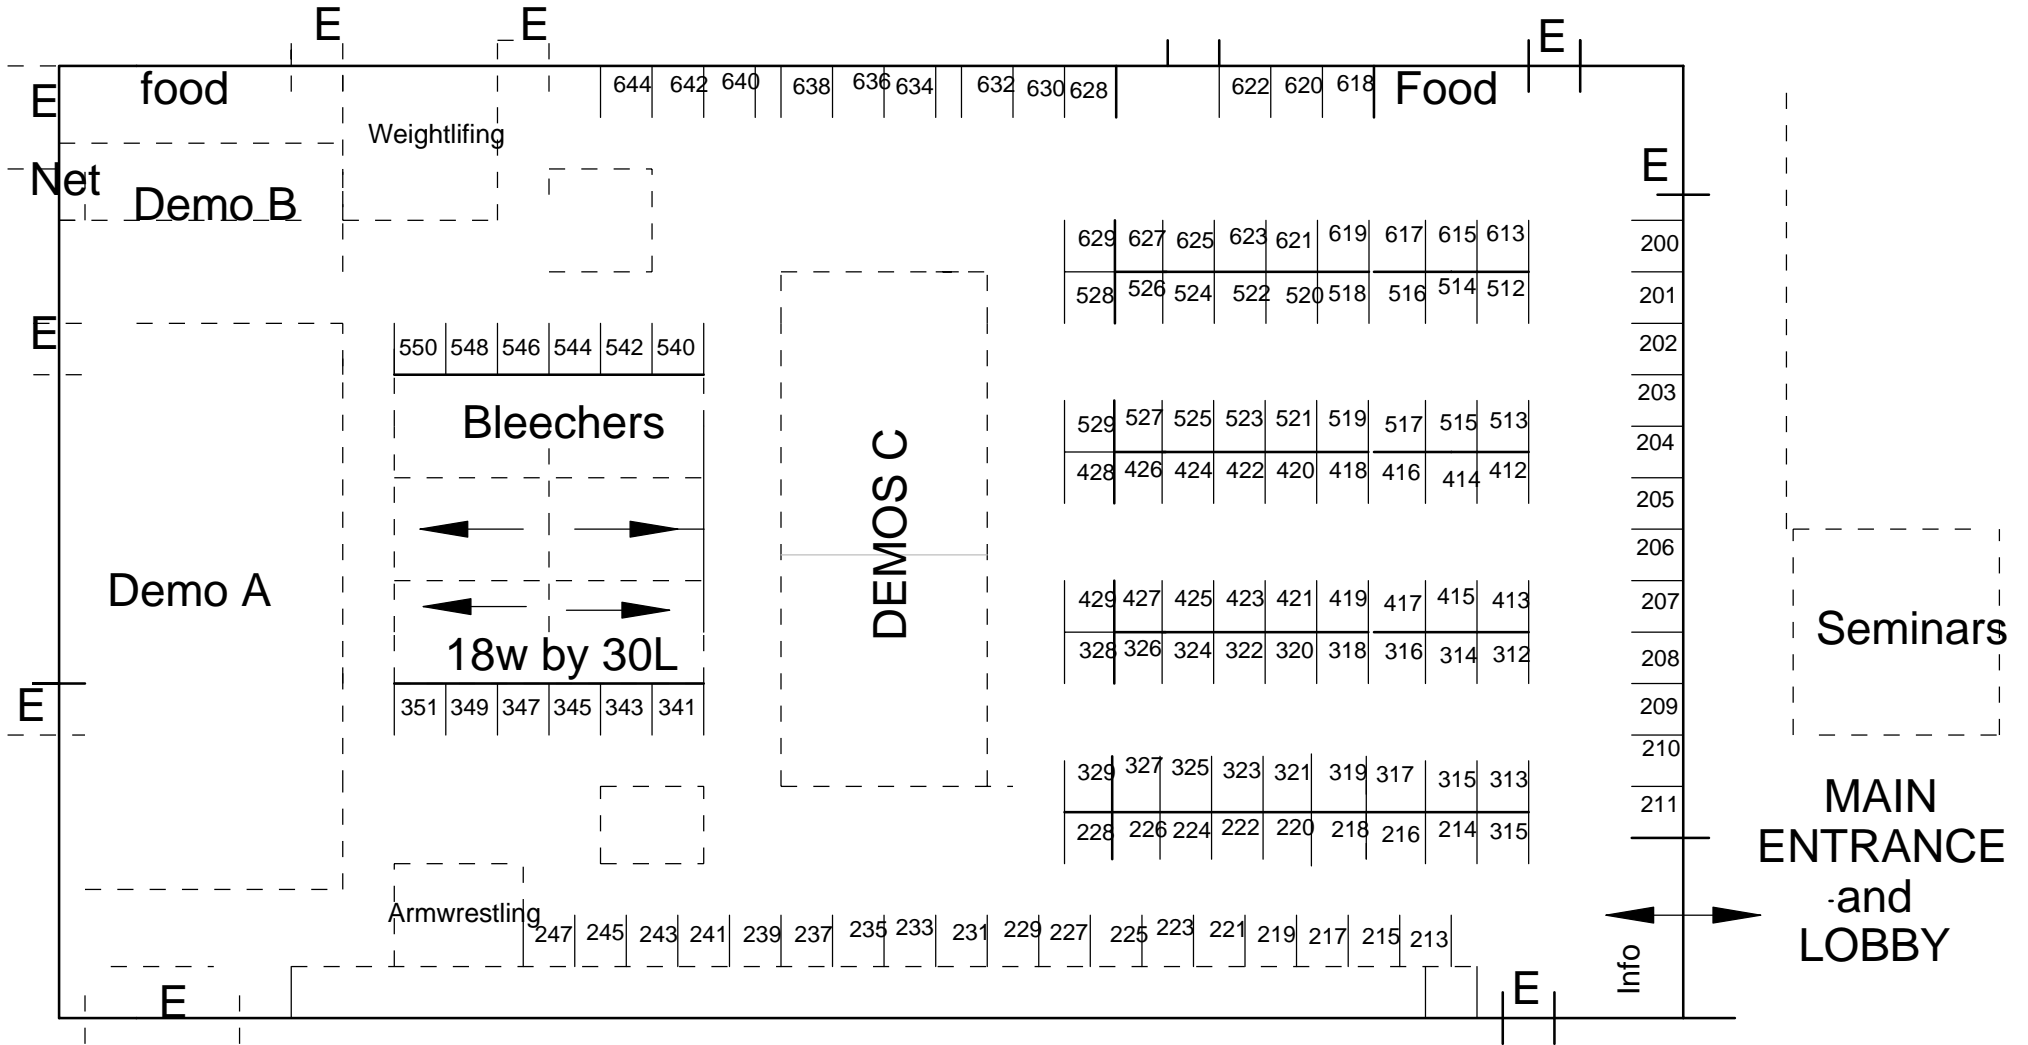 E E E
E food 644 642 640 638 636 634 632 630 628 622 620 618 Food
Weightlifing
Net Demo B E
629 627 625 623 621 619 617 615 613 200
528 526 524 522 520 518 516 514 512 201
E 550 548 546 544 542 540 202
203
Bleechers 529 527 525 523 521 519 517 515 513 204
428 426 424 422 420 418 416 414 412 205
DEMOS C
206
Demo A 429 427 425 423 421 419 417 415 413 207
Seminars
18w by 30L 328 326 324 322 320 318 316 314 312 208
E 351 349 347 345 343 341 209
210
329 327 325 323 321 319 317 315 313
228 226 224 222 220 218 216 214 315 211
MAIN
ENTRANCE
-and
LOBBY
Armwrestling
247 245 243 241 239 237 235 233 231 229 227 225 223 221 219 217 215 213
Info
E E